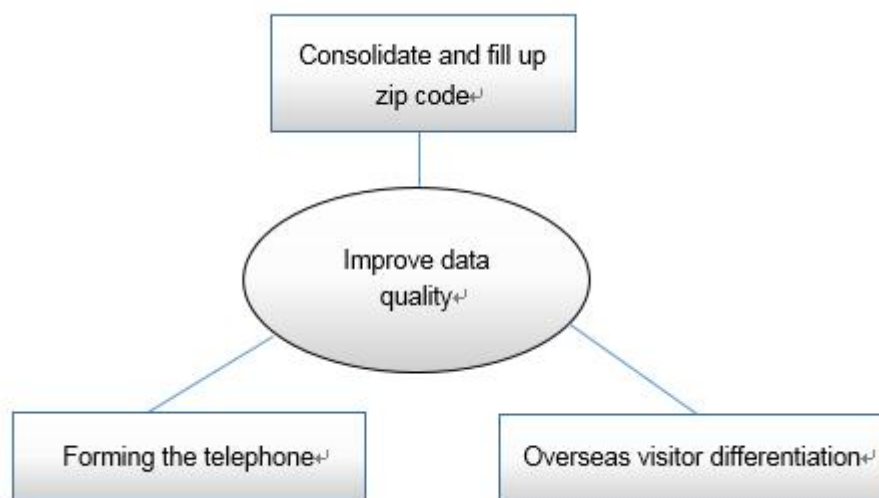 Consolidate and fill up
zip code↵
Improve data
quality↵
Forming the telephone↵
Overseas visitor differentiation↵